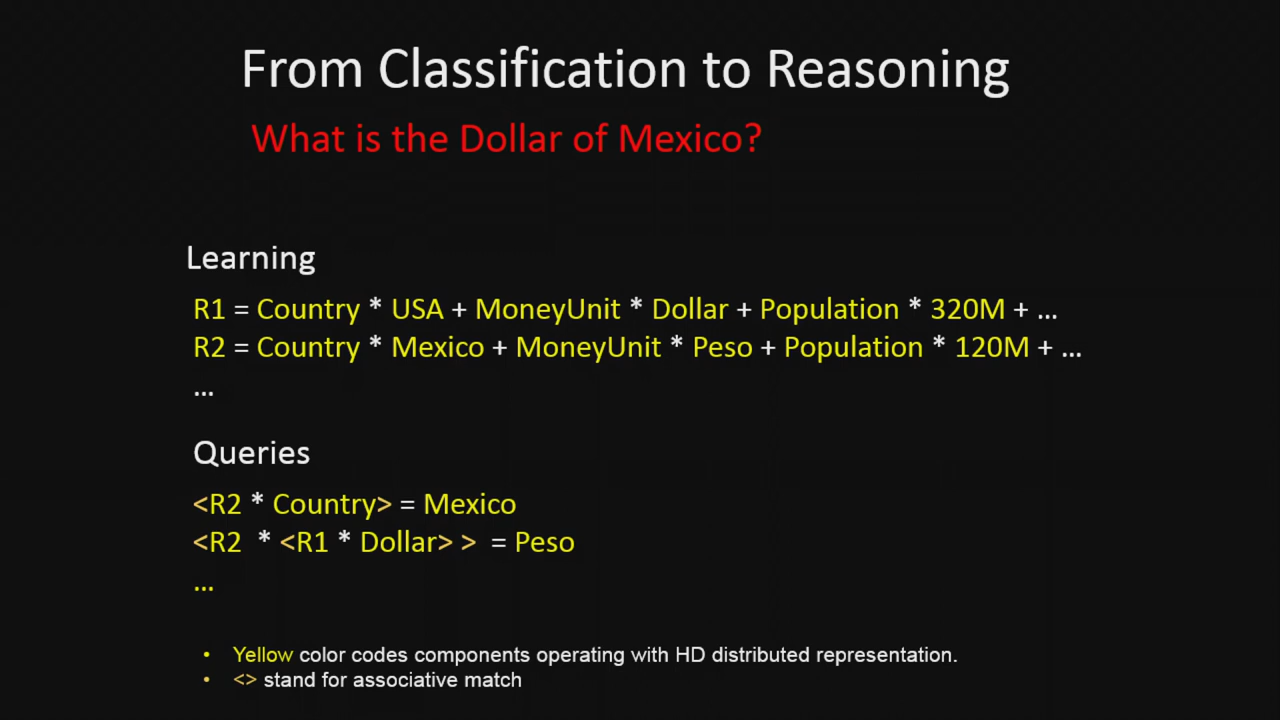 From Classification to Reasoning
What is the Dollar of Mexico?
Learning
R1 = Country * USA + MoneyUnit * Dollar + Population * 320M + ...
R2 = Country * Mexico + MoneyUnit * Peso + Population * 120M + ...
...
Queries
<R2 * Country> = Mexico
<R2 * <R1 * Dollar> > = Peso
...
• Yellow color codes components operating with HD distributed representation.
• <> stand for associative match